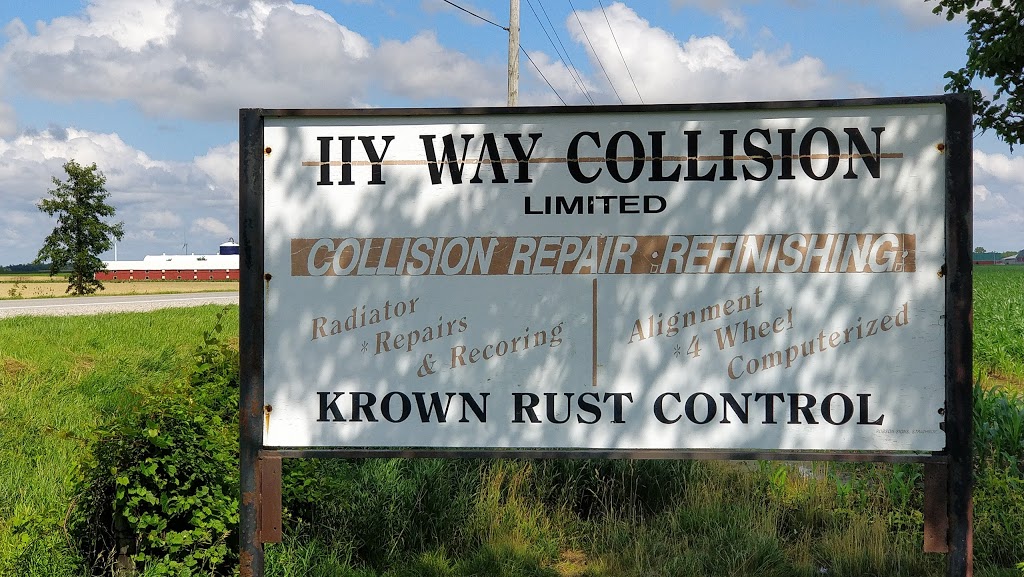 HY WAY COLLISION
LIMITED
COLLISION REPAIR : REFINISHING
Radiator
*Repairs
& Recoring
Alignment
*4 Wheel
Computerized
KROWN RUST CONTROL